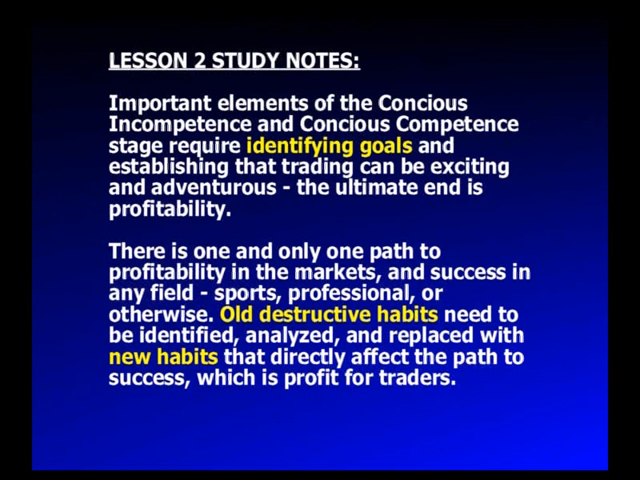 LESSON 2 STUDY NOTES:
Important elements of the Concious
Incompetence and Concious Competence
stage require identifying goals and
establishing that trading can be exciting
and adventurous - the ultimate end is
profitability.
There is one and only one path to
profitability in the markets, and success in
any field - sports, professional, or
otherwise. Old destructive habits need to
be identified, analyzed, and replaced with
new habits that directly affect the path to
success, which is profit for traders.